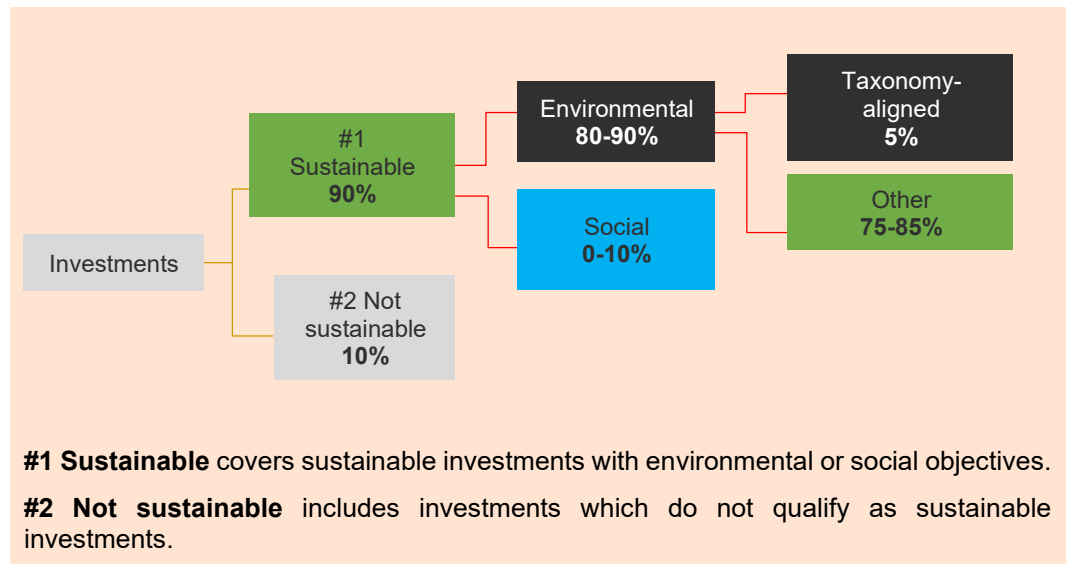 Investments
#1
Sustainable
90%
#2 Not
sustainable
10%
Environmental
80-90%
Social
0-10%
Taxonomy-
aligned
5%
Other
75-85%
#1 Sustainable covers sustainable investments with environmental or social objectives.
#2 Not sustainable includes investments which do not qualify as sustainable
investments.